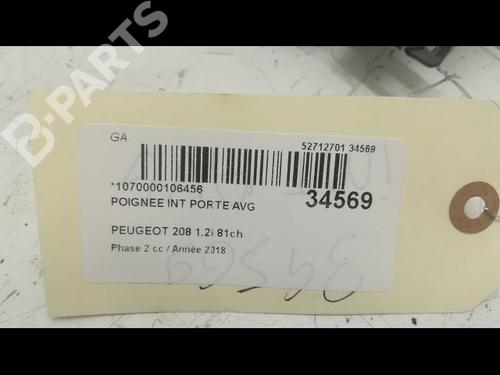 B-PARTS
GA
52712701 34569
*1070000106456
POIGNEE INT PORTE AVG
34569
PEUGEOT 208 1.2i 81ch
Phase 2 cc / Année 2018
34569